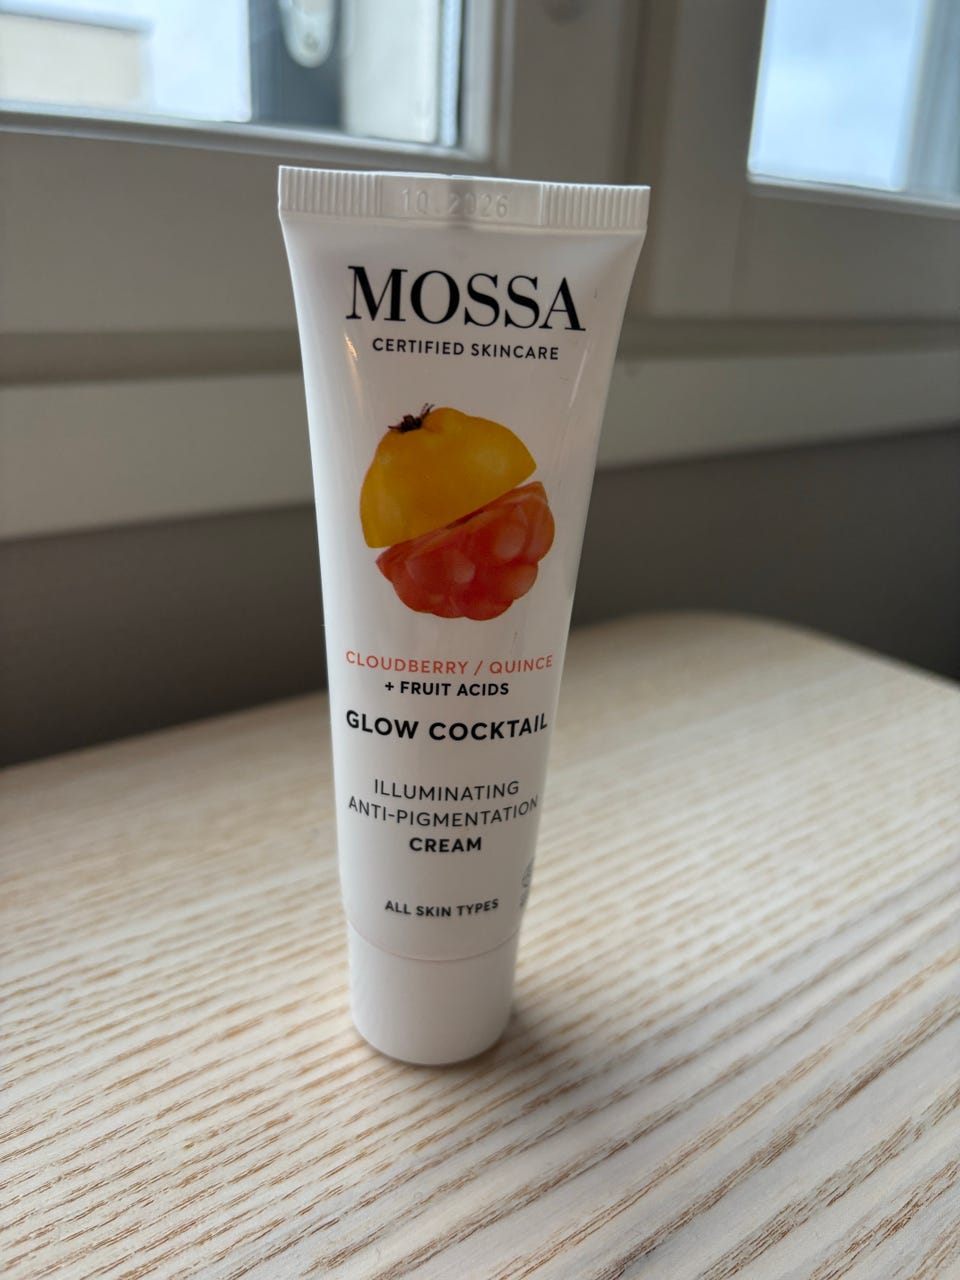 10.2026
MOSSA
CERTIFIED SKINCARE
CLOUDBERRY / QUINCE
+ FRUIT ACIDS
GLOW COCKTAIL
ILLUMINATING
ANTI-PIGMENTATION
CREAM
ALL SKIN TYPES